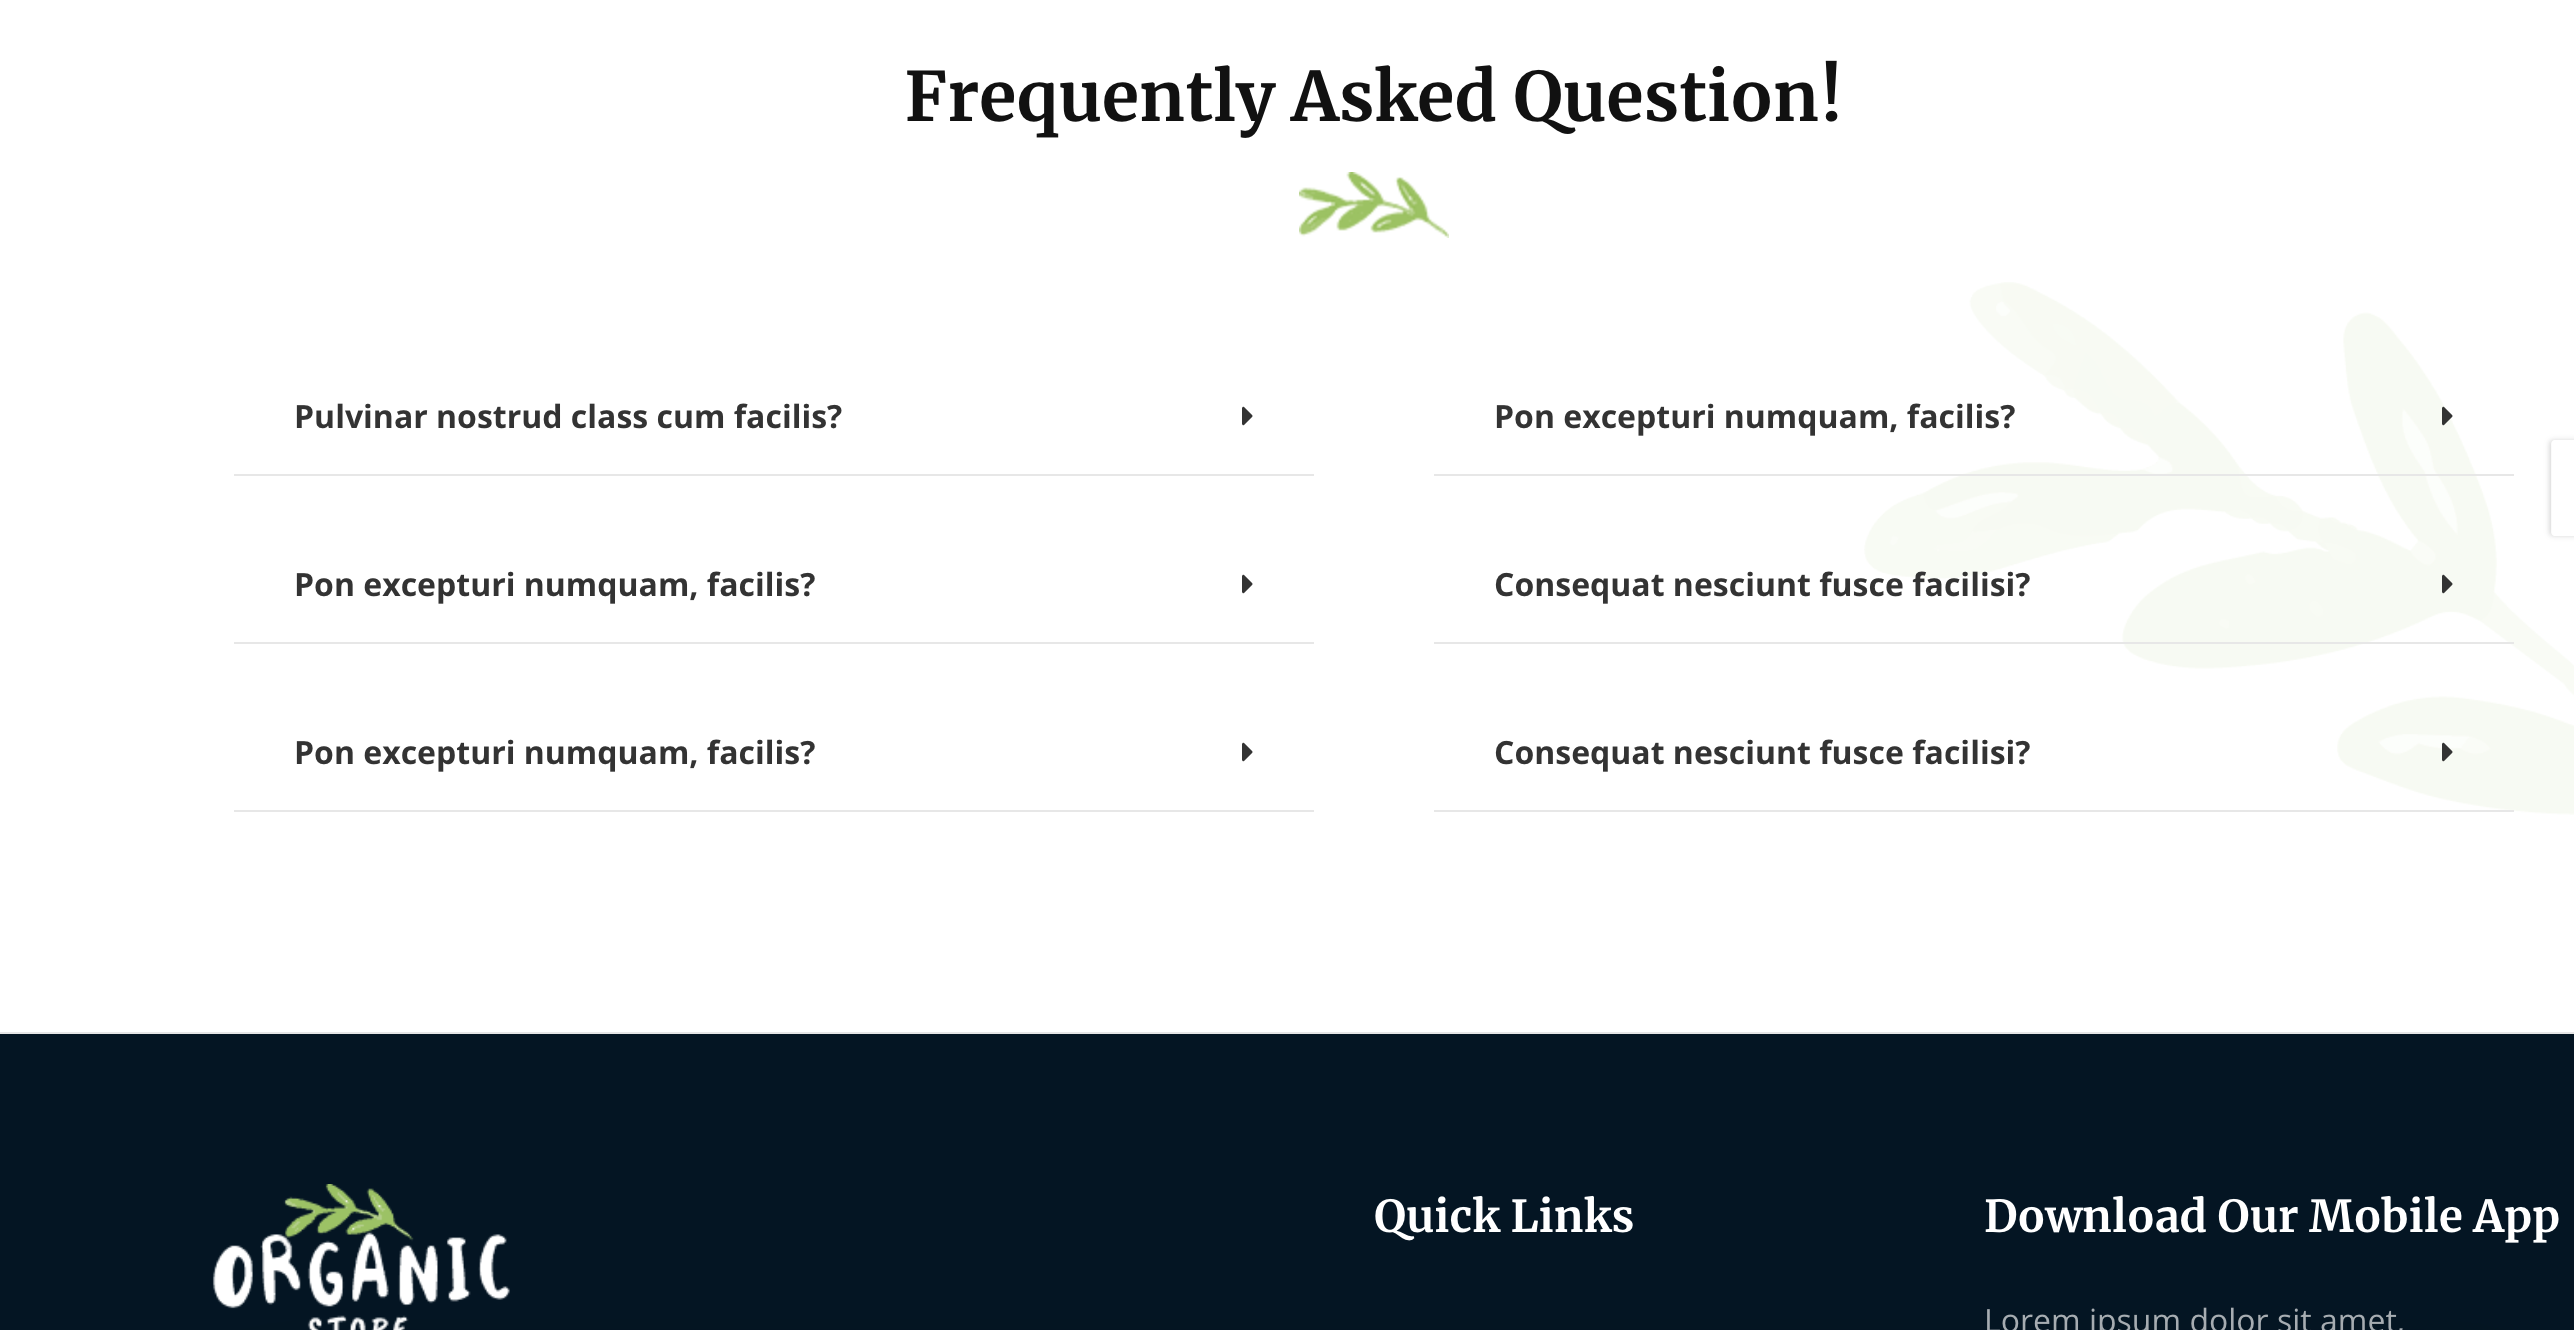 Frequently Asked Question!
Pulvinar nostrud class cum facilis?
Pon excepturi numquam, facilis?
Pon excepturi numquam, facilis?
Pon excepturi numquam, facilis?
Consequat nesciunt fusce facilisi?
Consequat nesciunt fusce facilisi?
ORGANIC
STORE
Quick Links
Download Our Mobile App
Lorem ipsum dolor sit amet,